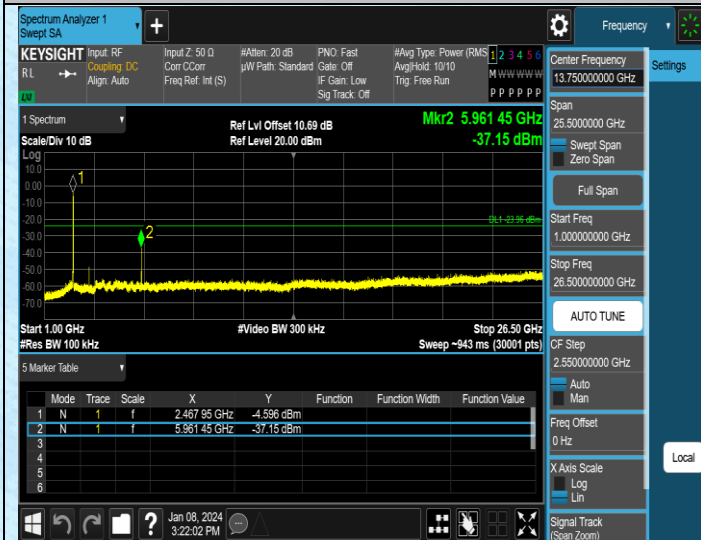 Spectrum Analyzer 1
Swept SA
Frequency
KEYSIGHT
RL
Input: RF
Coupling: DC
Align: Auto
Input Z: 50 Ω
Corr CCorr
Freq Ref: Int (S)
#Atten: 20 dB
µW Path: Standard
PNO: Fast
Gate: Off
IF Gain: Low
Sig Track: Off
#Avg Type: Power (RMS
Avg|Hold: 10/10
Trig: Free Run
1 2 3 4 5 6
M W W W W W
P P P P P P
LV
1 Spectrum
Scale/Div 10 dB
Ref Lvl Offset 10.69 dB
Ref Level 20.00 dBm
Mkr2 5.961 45 GHz
-37.15 dBm
Log
10.0
0.00
-10.0
-20.0
-30.0
-40.0
-50.0
-60.0
-70.0
1
2
DL1 -23.96 dBm
Start 1.00 GHz
#Res BW 100 kHz
#Video BW 300 kHz
Stop 26.50 GHz
Sweep ~943 ms (30001 pts)
5 Marker Table
Mode Trace Scale X Y Function Function Width Function Value
1 N 1 f 2.467 95 GHz -4.596 dBm
2 N 1 f 5.961 45 GHz -37.15 dBm
3
4
5
6
?
Jan 08, 2024
3:22:02 PM
Center Frequency
13.750000000 GHz
Span
25.5000000 GHz
Swept Span
Zero Span
Full Span
Start Freq
1.000000000 GHz
Stop Freq
26.500000000 GHz
AUTO TUNE
CF Step
2.550000000 GHz
Auto
Man
Freq Offset
0 Hz
X Axis Scale
Log
Lin
Signal Track
(Span Zoom)
Settings
Local